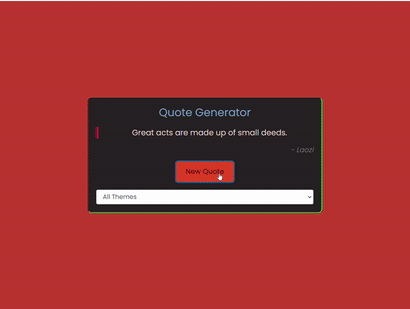 Quote Generator
Great acts are made up of small deeds.
- Laozi
New Quote
All Themes